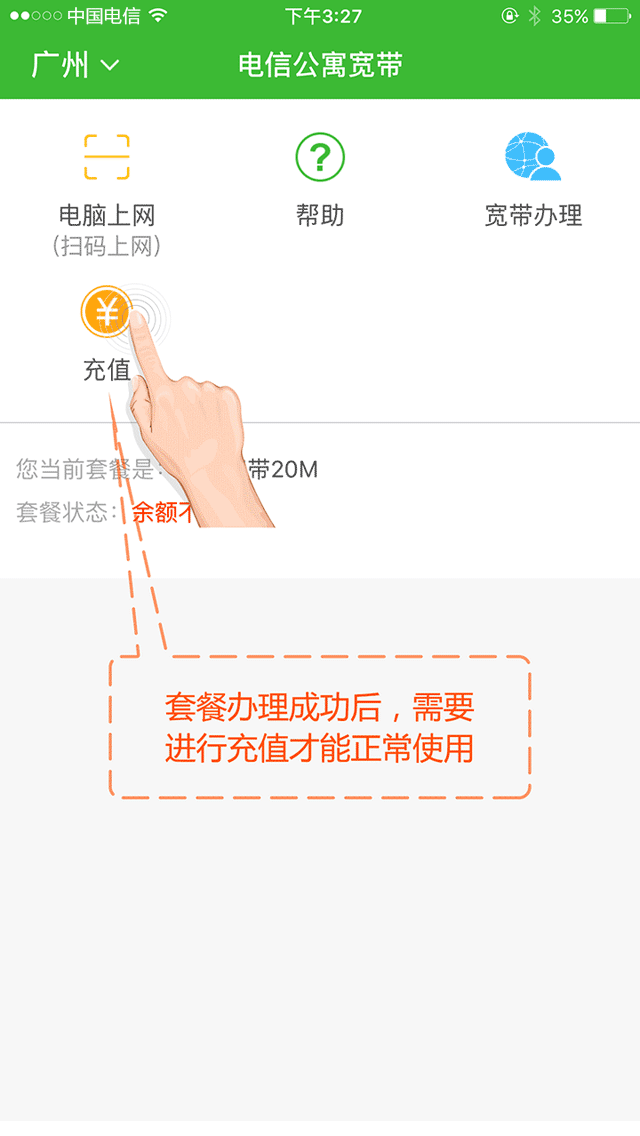 中国电信 下午3:27 35%
广州 电信公寓宽带
电脑上网 帮助 宽带办理
(扫码上网)
充值
您当前套餐是: 带20M
套餐状态: 余额不
套餐办理成功后，需要
进行充值才能正常使用